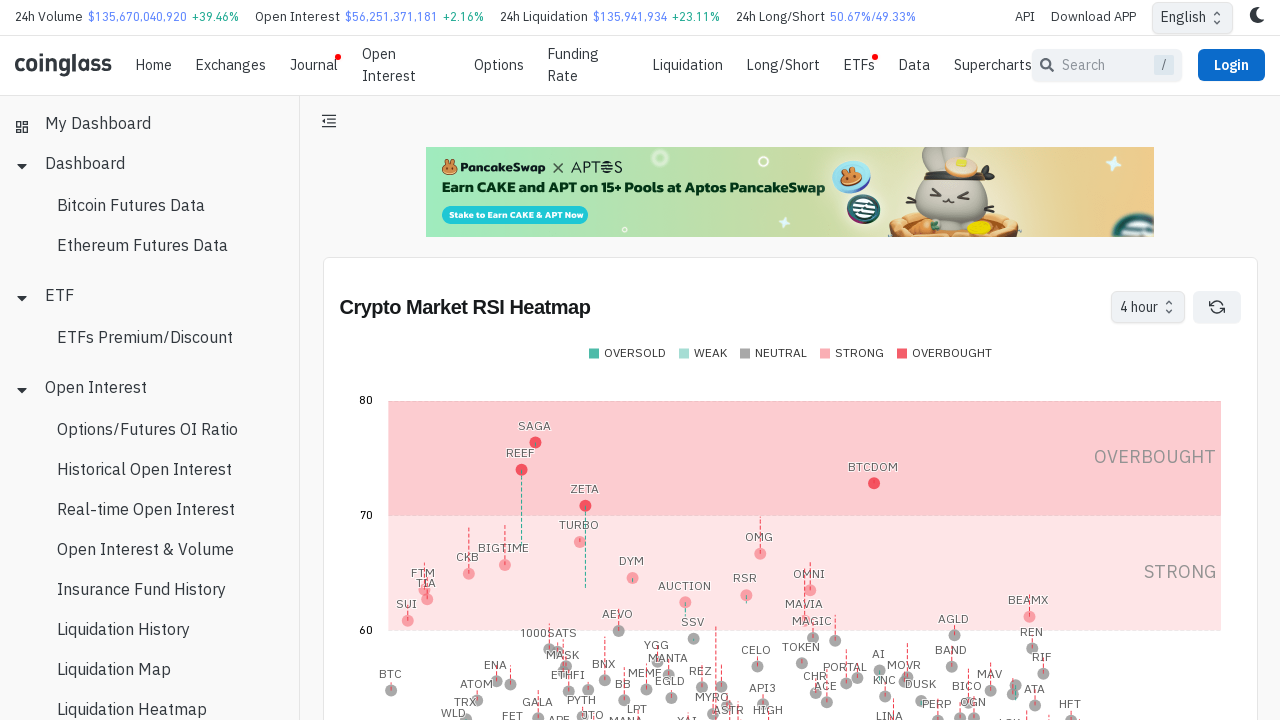 24h Volume $135,670,040,920 +39.46% Open Interest $56,251,371,181 +2.16% 24h Liquidation $135,941,934 +23.11% 24h Long/Short 50.67%/49.33% API Download APP English
coinglass Home Exchanges Journal Open Interest Options Funding Rate Liquidation Long/Short ETFs Data Supercharts Search / Login
My Dashboard
Dashboard
Bitcoin Futures Data
Ethereum Futures Data
ETF
ETFs Premium/Discount
Open Interest
Options/Futures OI Ratio
Historical Open Interest
Real-time Open Interest
Open Interest & Volume
Insurance Fund History
Liquidation History
Liquidation Map
Liquidation Heatmap
PancakeSwap × APTOS
Earn CAKE and APT on 15+ Pools at Aptos PancakeSwap
Stake to Earn CAKE & APT Now
Crypto Market RSI Heatmap
4 hour
OVERSOLD WEAK NEUTRAL STRONG OVERBOUGHT
80
SAGA
REEF
OVERBOUGHT
BTCDOM
ZETA
70
TURBO
OMG
BIGTIME
CKB
DYM
FTM
TIA
STRONG
RSR
OMNI
AUCTION
SUI
MAVIA
BEAMX
AEVO
MAGIC
SSV
AGLD
60
1000SATS
REN
YGG
CELO
TOKEN
BAND
MASK
MANTA
AI
RIF
ENA
BNX
PORTAL
MOVR
BTC
ETHFI
MEME
REZ
CHR
KNC
MAV
ATOM
BB
EGLD
API3
ACE
DUSK
BICO
ATA
TRX
GALA
PYTH
MYRO
PERP
OGN
HFT
WLD
FET
LPT
ASTR
HIGH
LINA